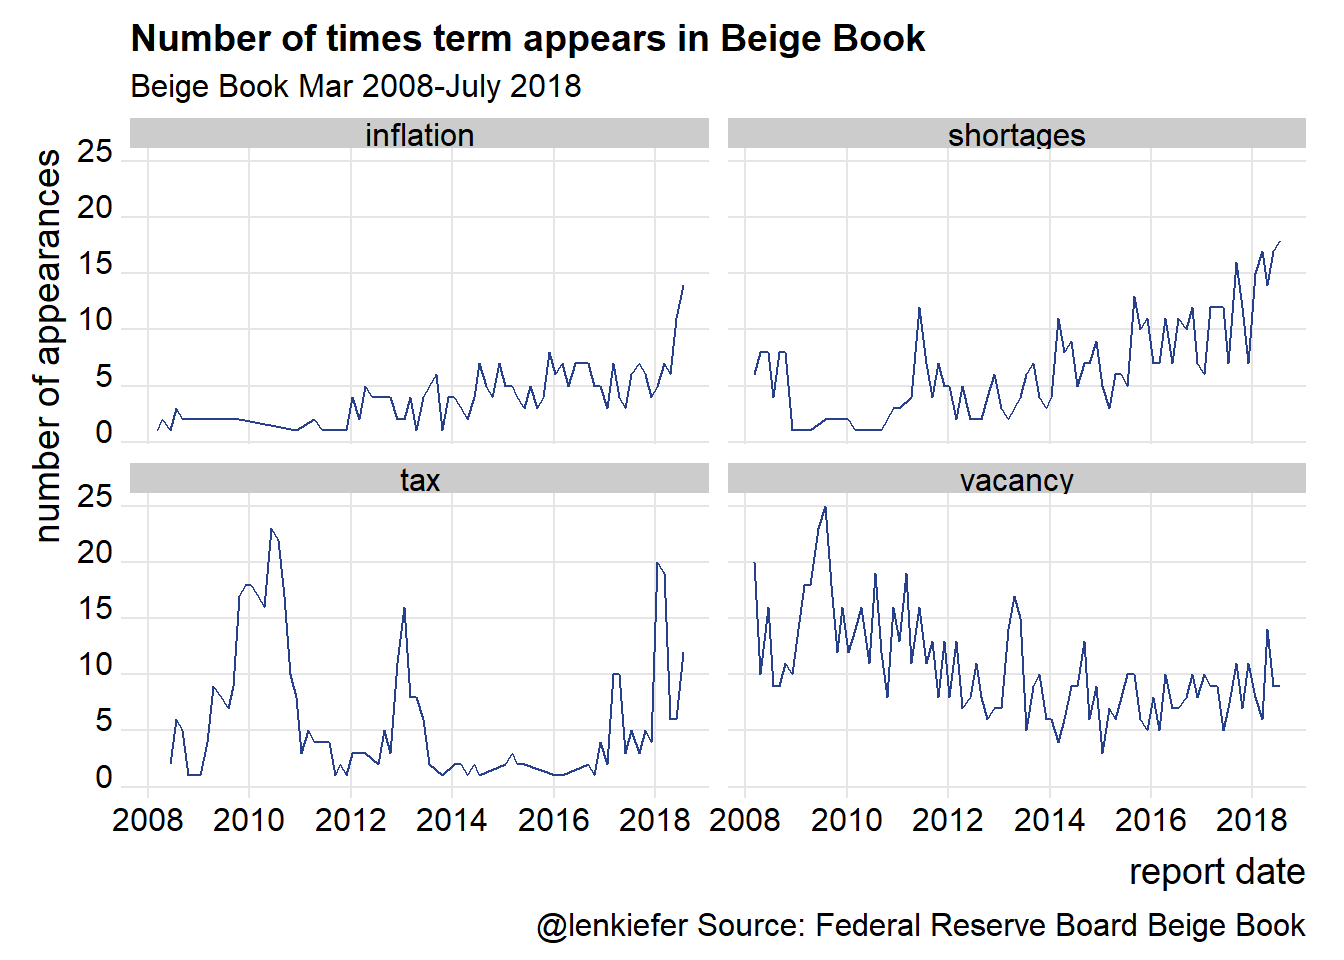 Number of times term appears in Beige Book
Beige Book Mar 2008-July 2018
inflation
shortages
number of appearances
25
20
15
10
5
0
tax
vacancy
25
20
15
10
5
0
2008 2010 2012 2014 2016 2018
2008 2010 2012 2014 2016 2018
report date
@lenkiefer Source: Federal Reserve Board Beige Book